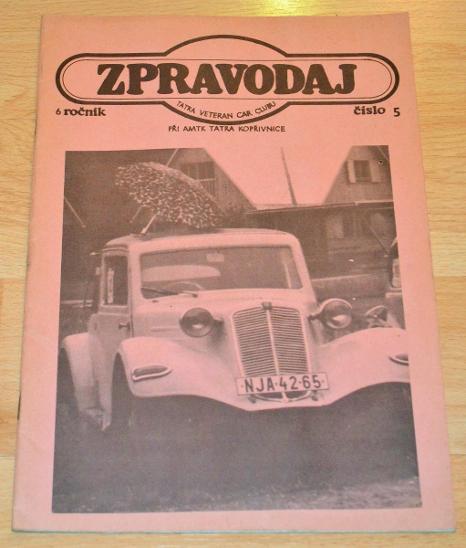 ZPRAVODAJ
TATRA VETERAN CAR CLUBU
6 ročník
číslo 5
PŘI AMTK TATRA KOPŘIVNICE
NJA·42-65